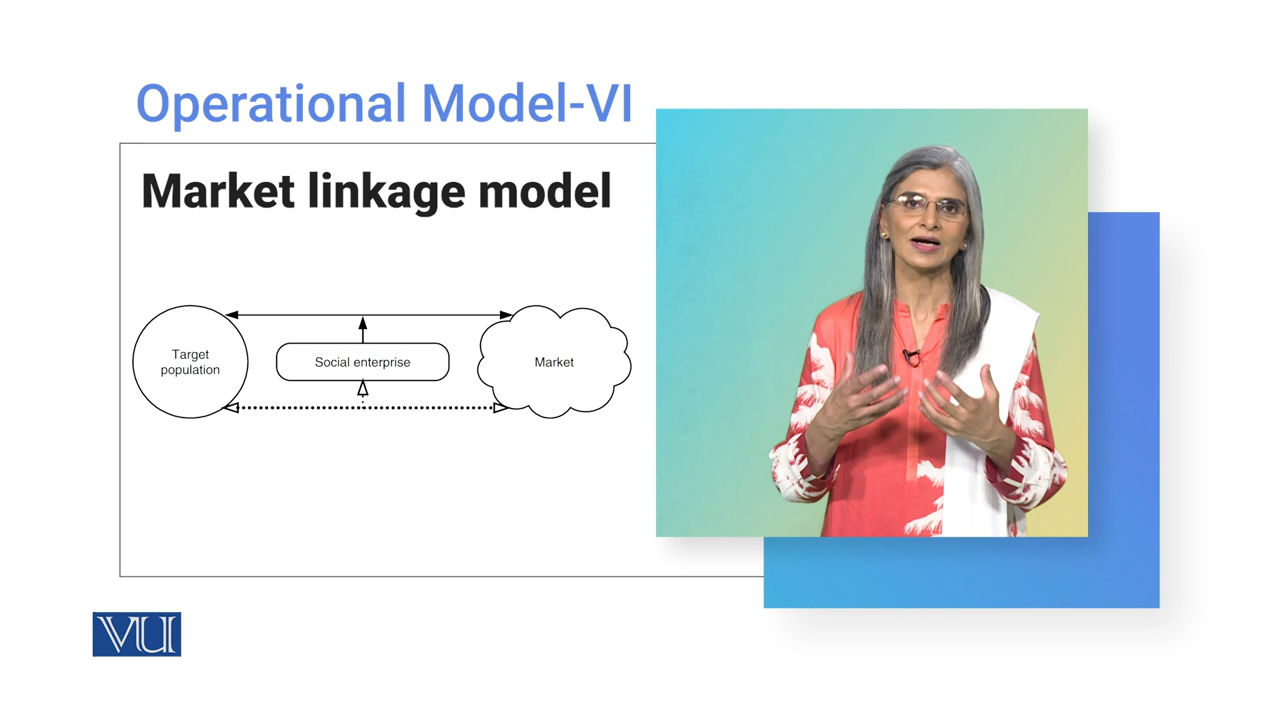 Operational Model-VI
Market linkage model
Target
population
Social enterprise
Market
VU